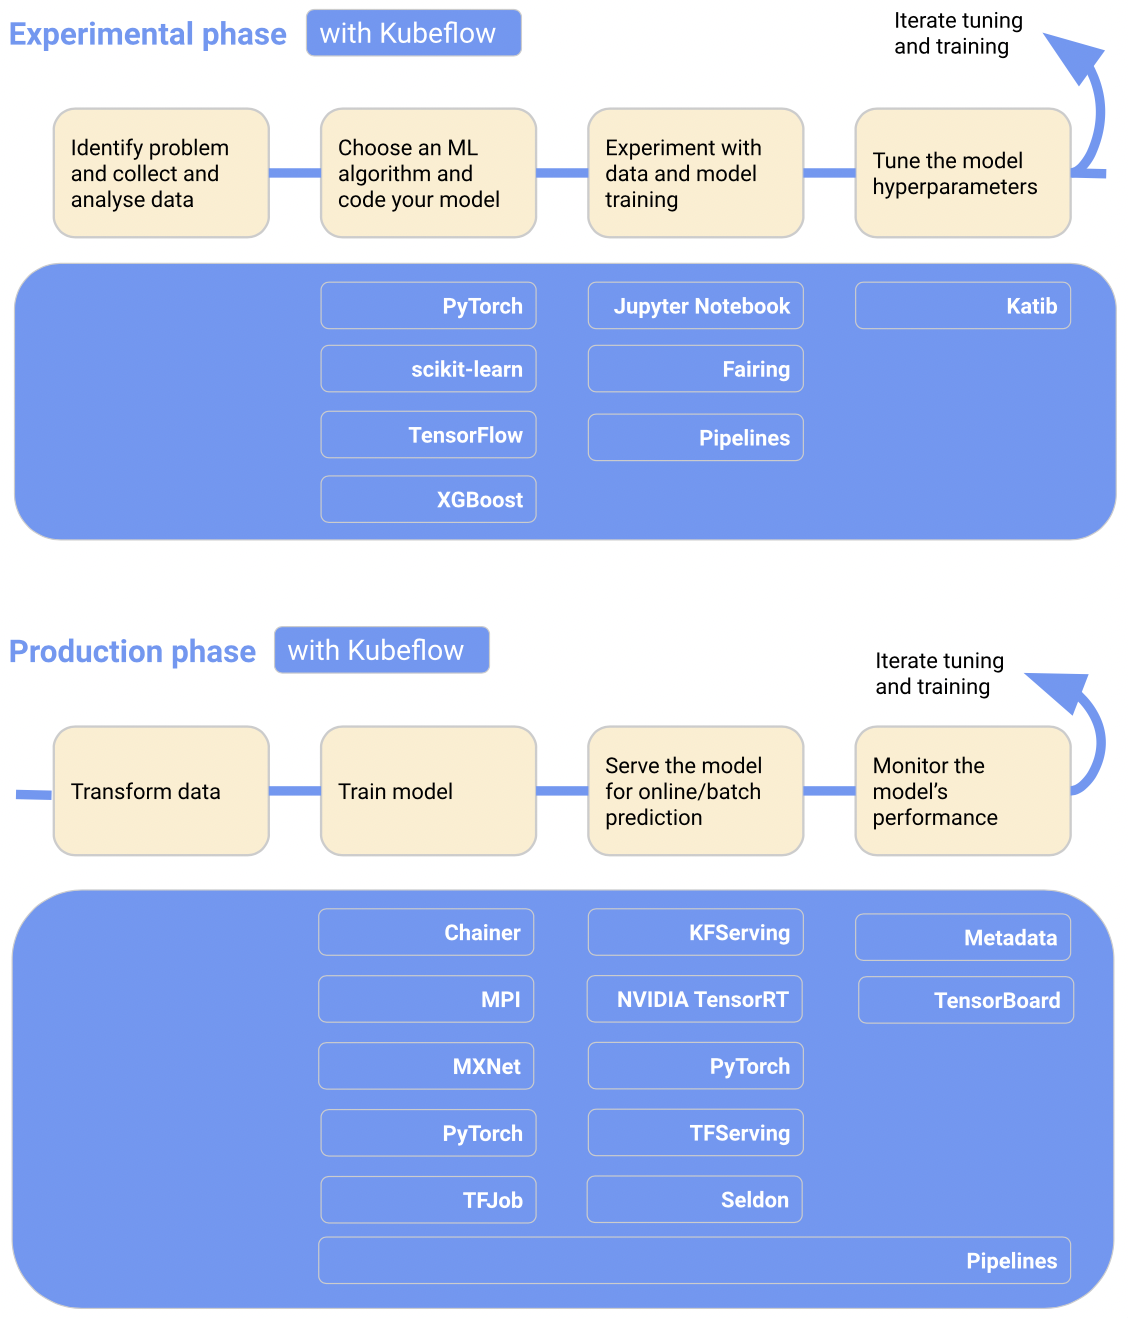 Experimental phase
with Kubeflow
Iterate tuning
and training
Identify problem
and collect and
analyse data
Choose an ML
algorithm and
code your model
Experiment with
data and model
training
Tune the model
hyperparameters
PyTorch
scikit-learn
TensorFlow
XGBoost
Jupyter Notebook
Fairing
Pipelines
Katib
Production phase
with Kubeflow
Iterate tuning
and training
Transform data
Train model
Serve the model
for online/batch
prediction
Monitor the
model’s
performance
Chainer
MPI
MXNet
PyTorch
TFJob
KFServing
NVIDIA TensorRT
PyTorch
TFServing
Seldon
Metadata
TensorBoard
Pipelines